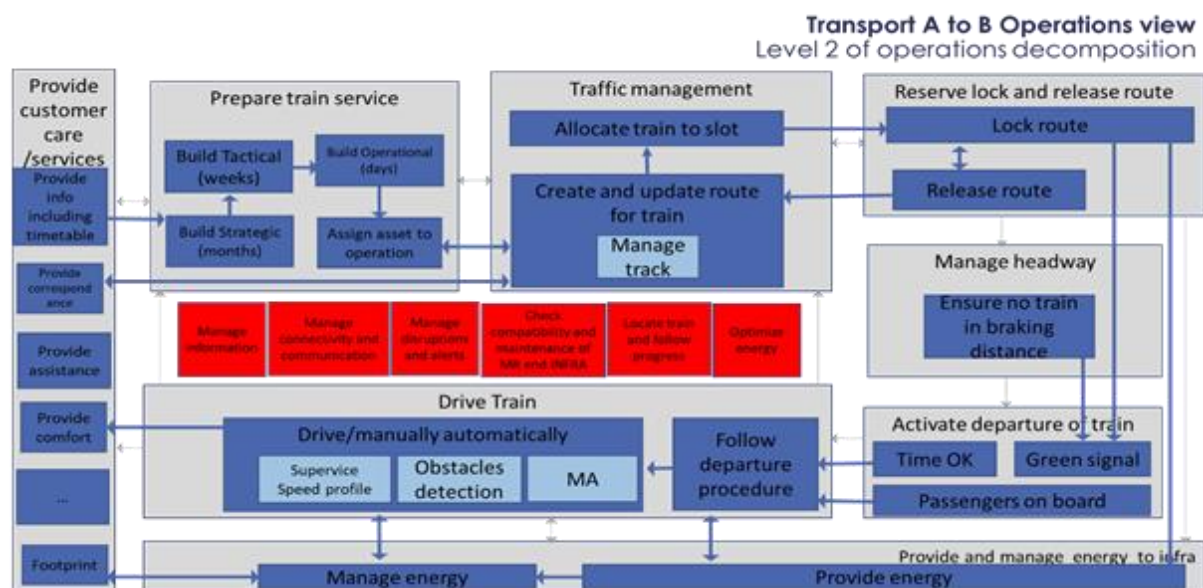 Transport A to B Operations view
Level 2 of operations decomposition
Provide
customer
care
/services
Provide
info
including
timetable
Provide
correspond
ance
Provide
assistance
Provide
comfort
...
Footprint
Prepare train service
Build Tactical
(weeks)
Build Operational
(days)
Build Strategic
(months)
Assign asset to
operation
Traffic management
Allocate train to slot
Create and update route
for train
Manage
track
Reserve lock and release route
Lock route
Release route
Manage headway
Ensure no train
in braking
distance
Manage
information
Manage
connectivity and
communication
Manage
disruptions
and alerts
Check
compatibility and
maintenance of
MR end INFRA
Locate train
and follow
progress
Optimize
energy
Drive Train
Drive/manually automatically
Supervice
Speed profile
Obstacles
detection
MA
Follow
departure
procedure
Activate departure of train
Time OK
Green signal
Passengers on board
Provide and manage energy to infra
Manage energy
Provide energy